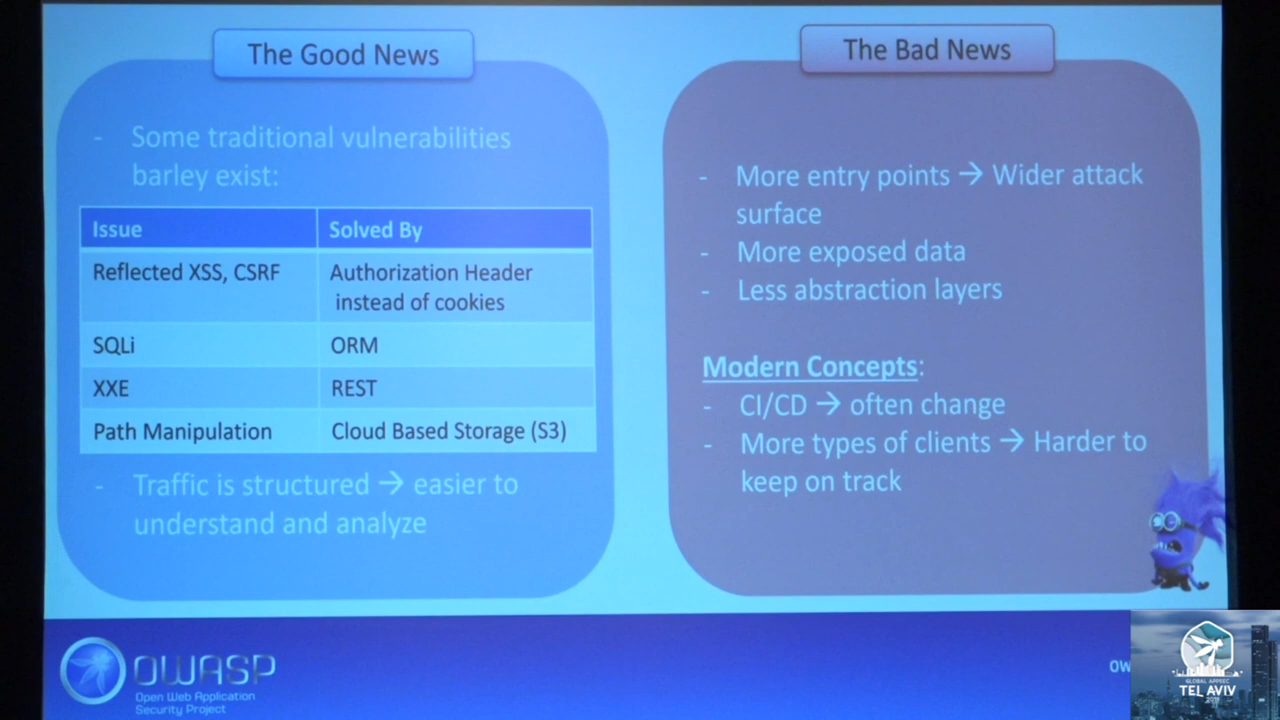 The Good News
- Some traditional vulnerabilities
barley exist:
Issue Solved By
Reflected XSS, CSRF Authorization Header
instead of cookies
SQLi ORM
XXE REST
Path Manipulation Cloud Based Storage (S3)
- Traffic is structured → easier to
understand and analyze
The Bad News
- More entry points → Wider attack
surface
- More exposed data
- Less abstraction layers
Modern Concepts:
- CI/CD → often change
- More types of clients → Harder to
keep on track
OWASP
Open Web Application
Security Project
OW
GLOBAL APPSEC
TEL AVIV
2019